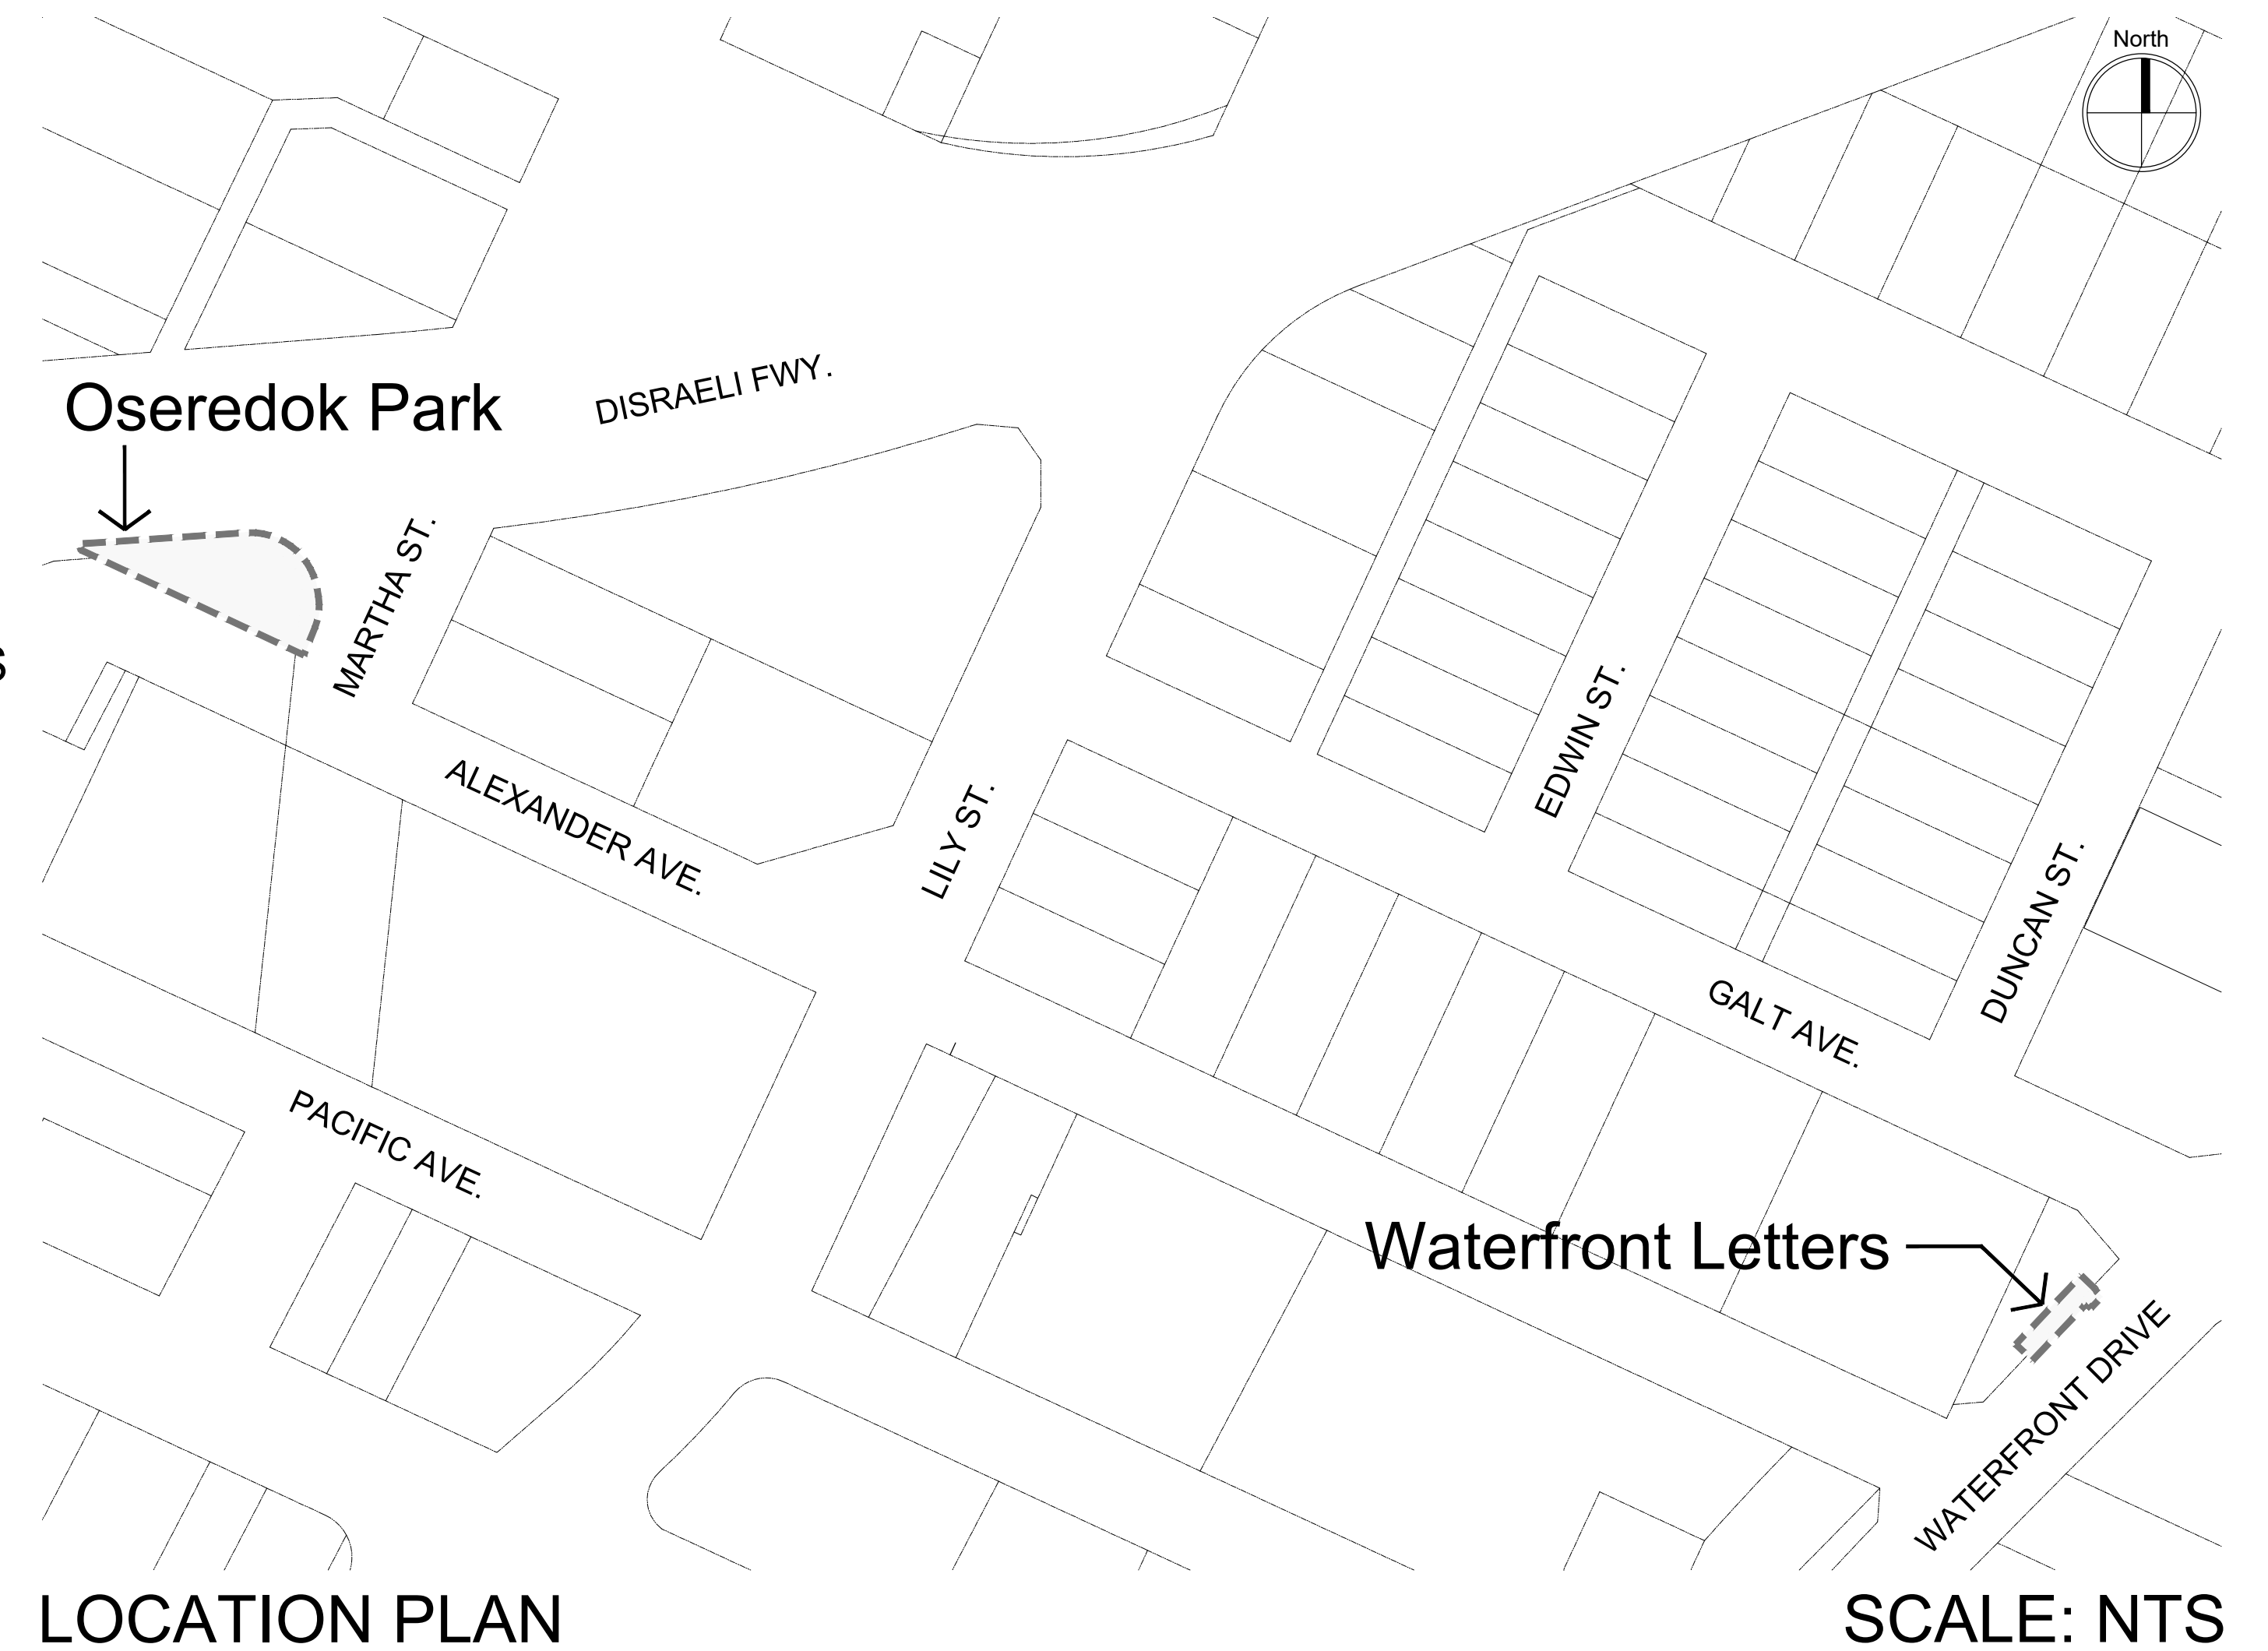 North
DISRAELI FWY.
Oseredok Park
MARTHA ST.
s
ALEXANDER AVE.
LILY ST.
EDWIN ST.
DUNCAN ST.
GALT AVE.
PACIFIC AVE.
Waterfront Letters
WATERFRONT DRIVE
LOCATION PLAN
SCALE: NTS